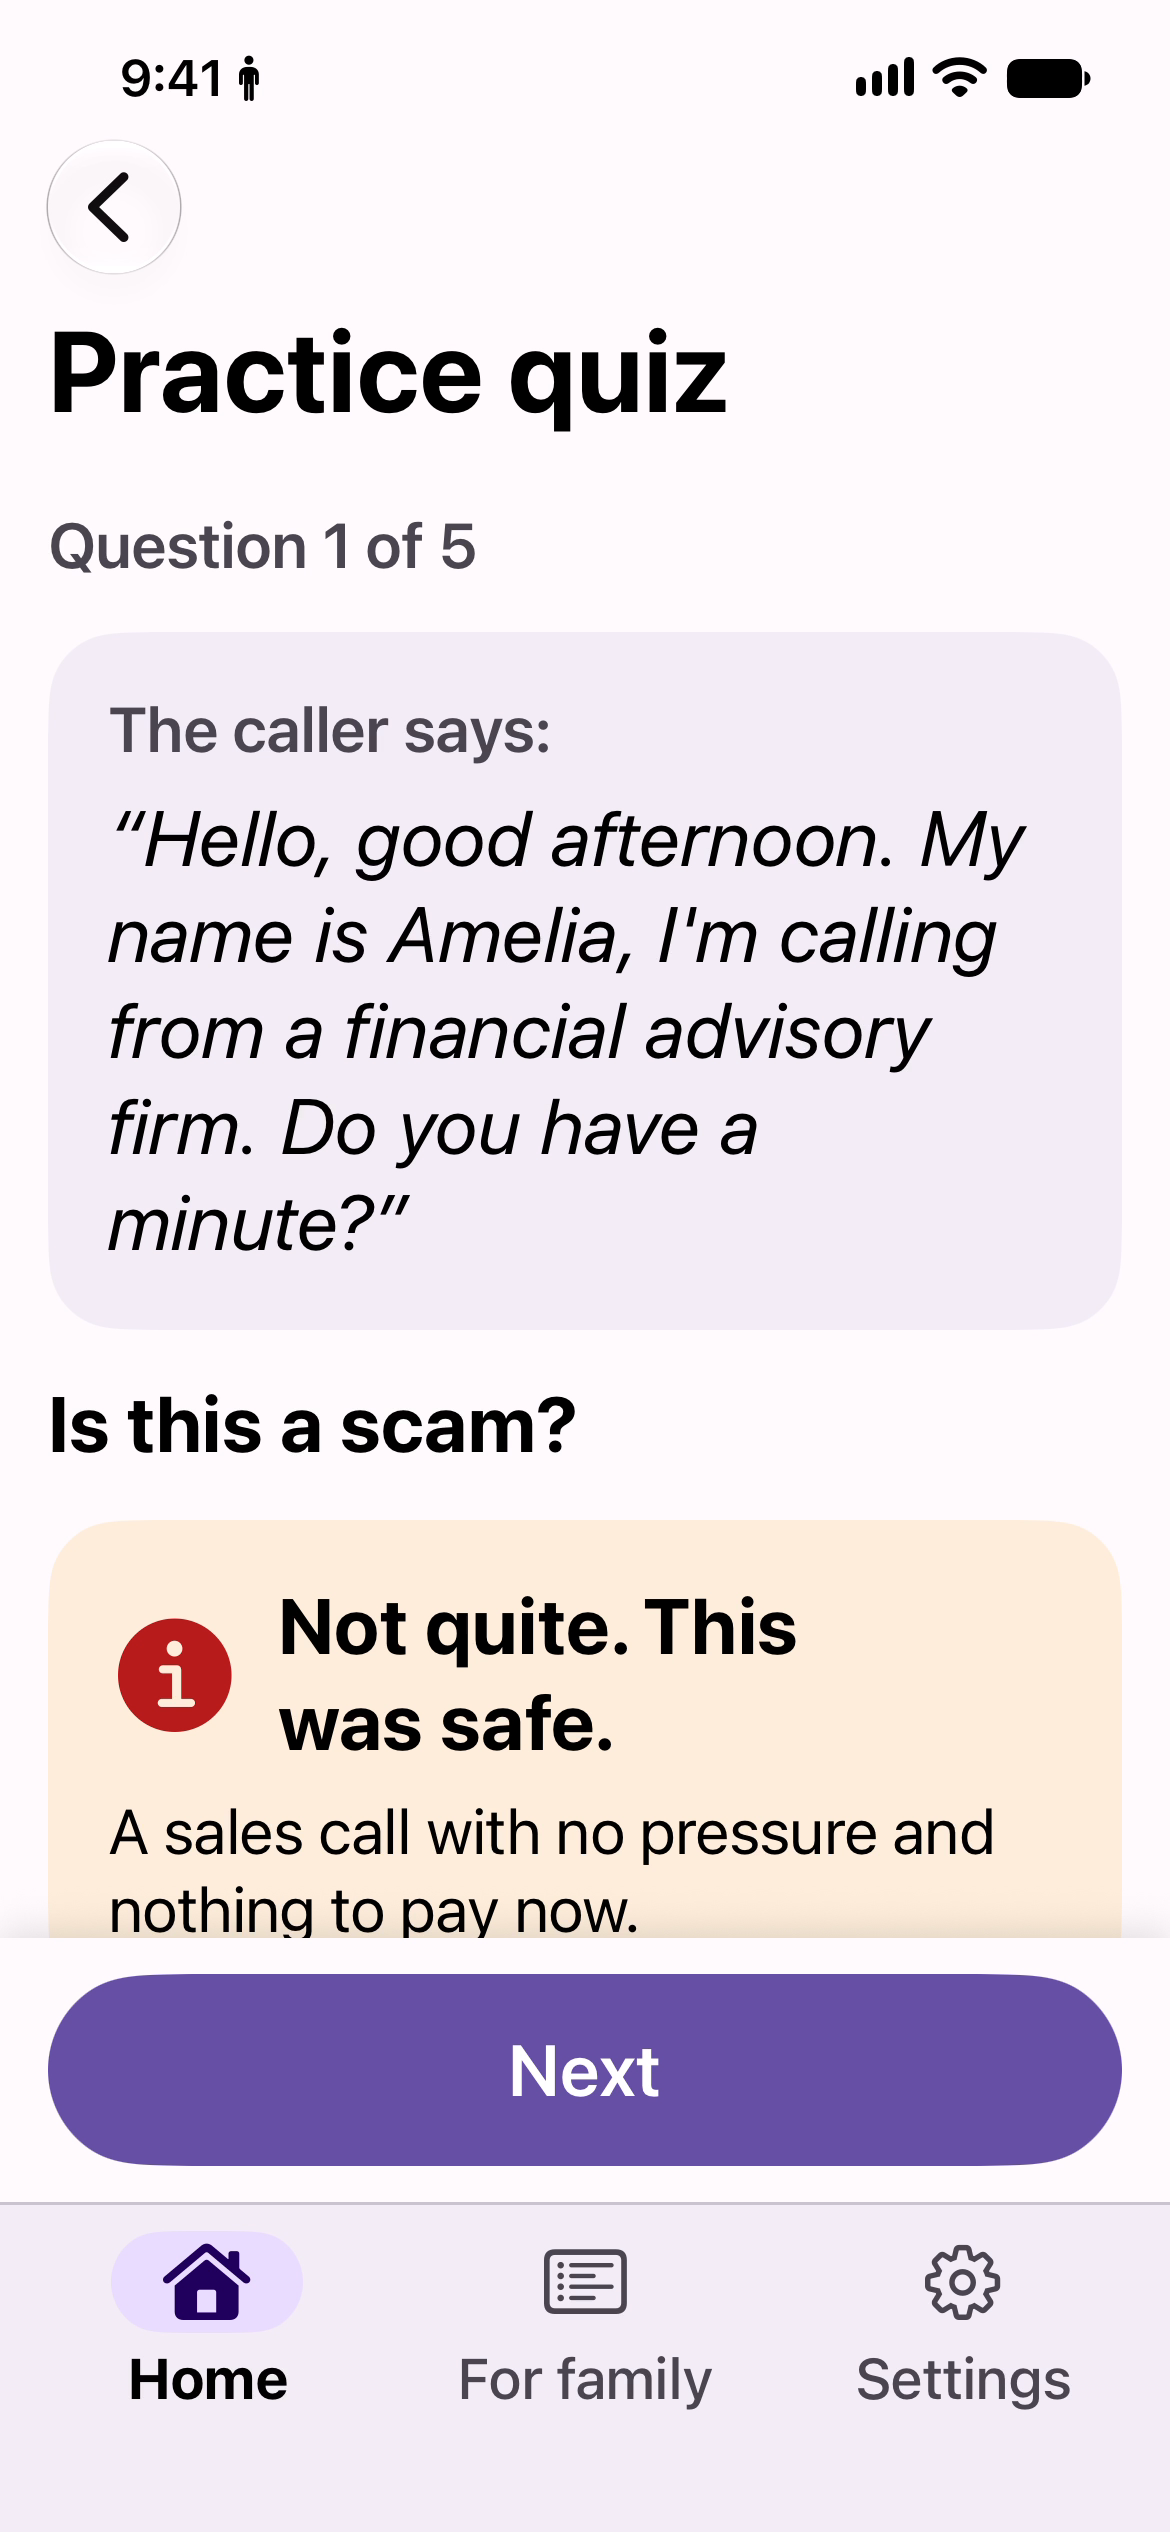 9:41
Practice quiz
Question 1 of 5
The caller says:
“Hello, good afternoon. My
name is Amelia, I'm calling
from a financial advisory
firm. Do you have a
minute?”
Is this a scam?
Not quite. This
was safe.
A sales call with no pressure and
nothing to pay now.
Next
Home
For family
Settings